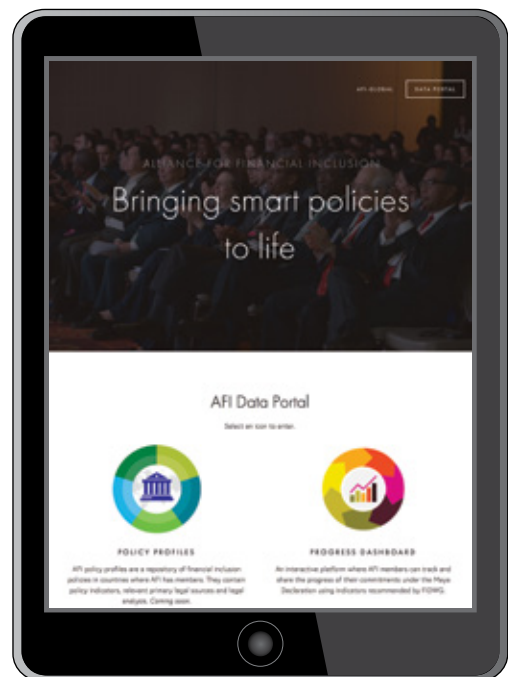 AFI GLOBAL
DATA PORTAL
ALLIANCE FOR FINANCIAL INCLUSION
Bringing smart policies
to life
AFI Data Portal
Select an icon to enter.
POLICY PROFILES
AFI policy profiles are a repository of financial inclusion
policies in countries where AFI has members. They contain
policy indicators, relevant primary legal sources and legal
analysis. Coming soon.
PROGRESS DASHBOARD
An interactive platform where AFI members can track and
share the progress of their commitments under the Maya
Declaration using indicators recommended by FIDWG.